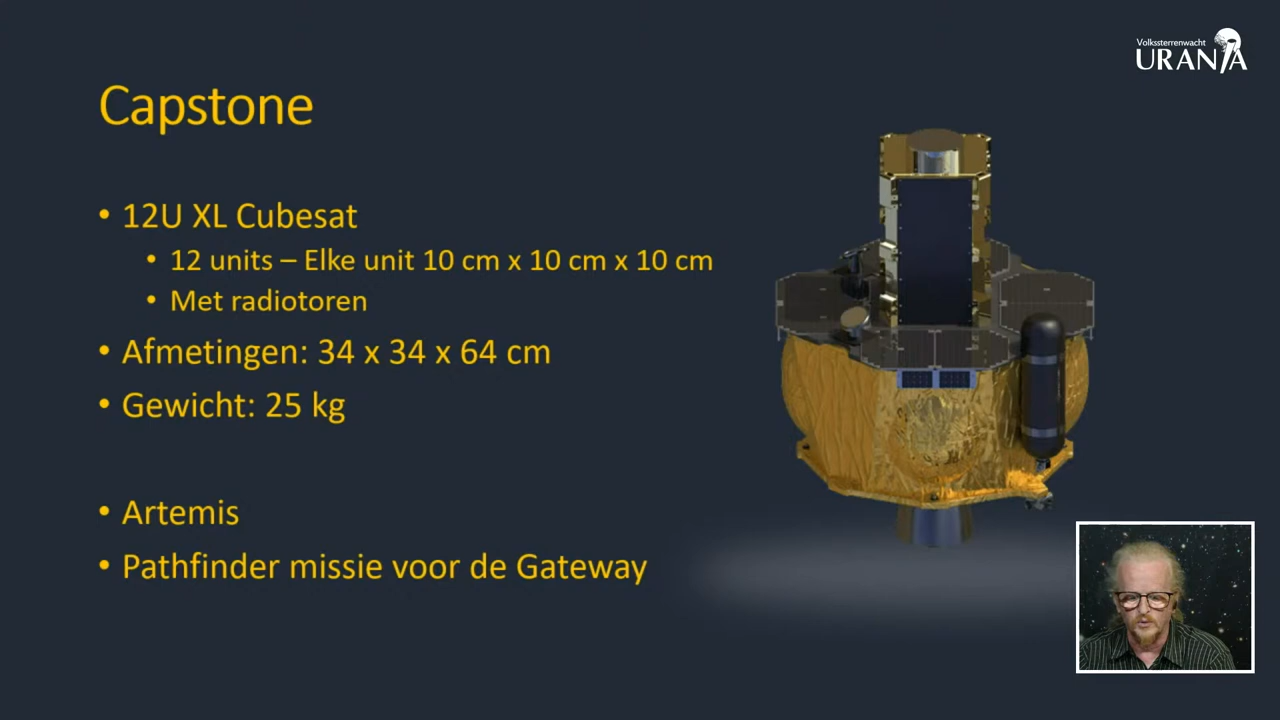 Volkssterrenwacht
URANIA
Capstone
• 12U XL Cubesat
• 12 units – Elke unit 10 cm x 10 cm x 10 cm
• Met radiotoren
• Afmetingen: 34 x 34 x 64 cm
• Gewicht: 25 kg
• Artemis
• Pathfinder missie voor de Gateway